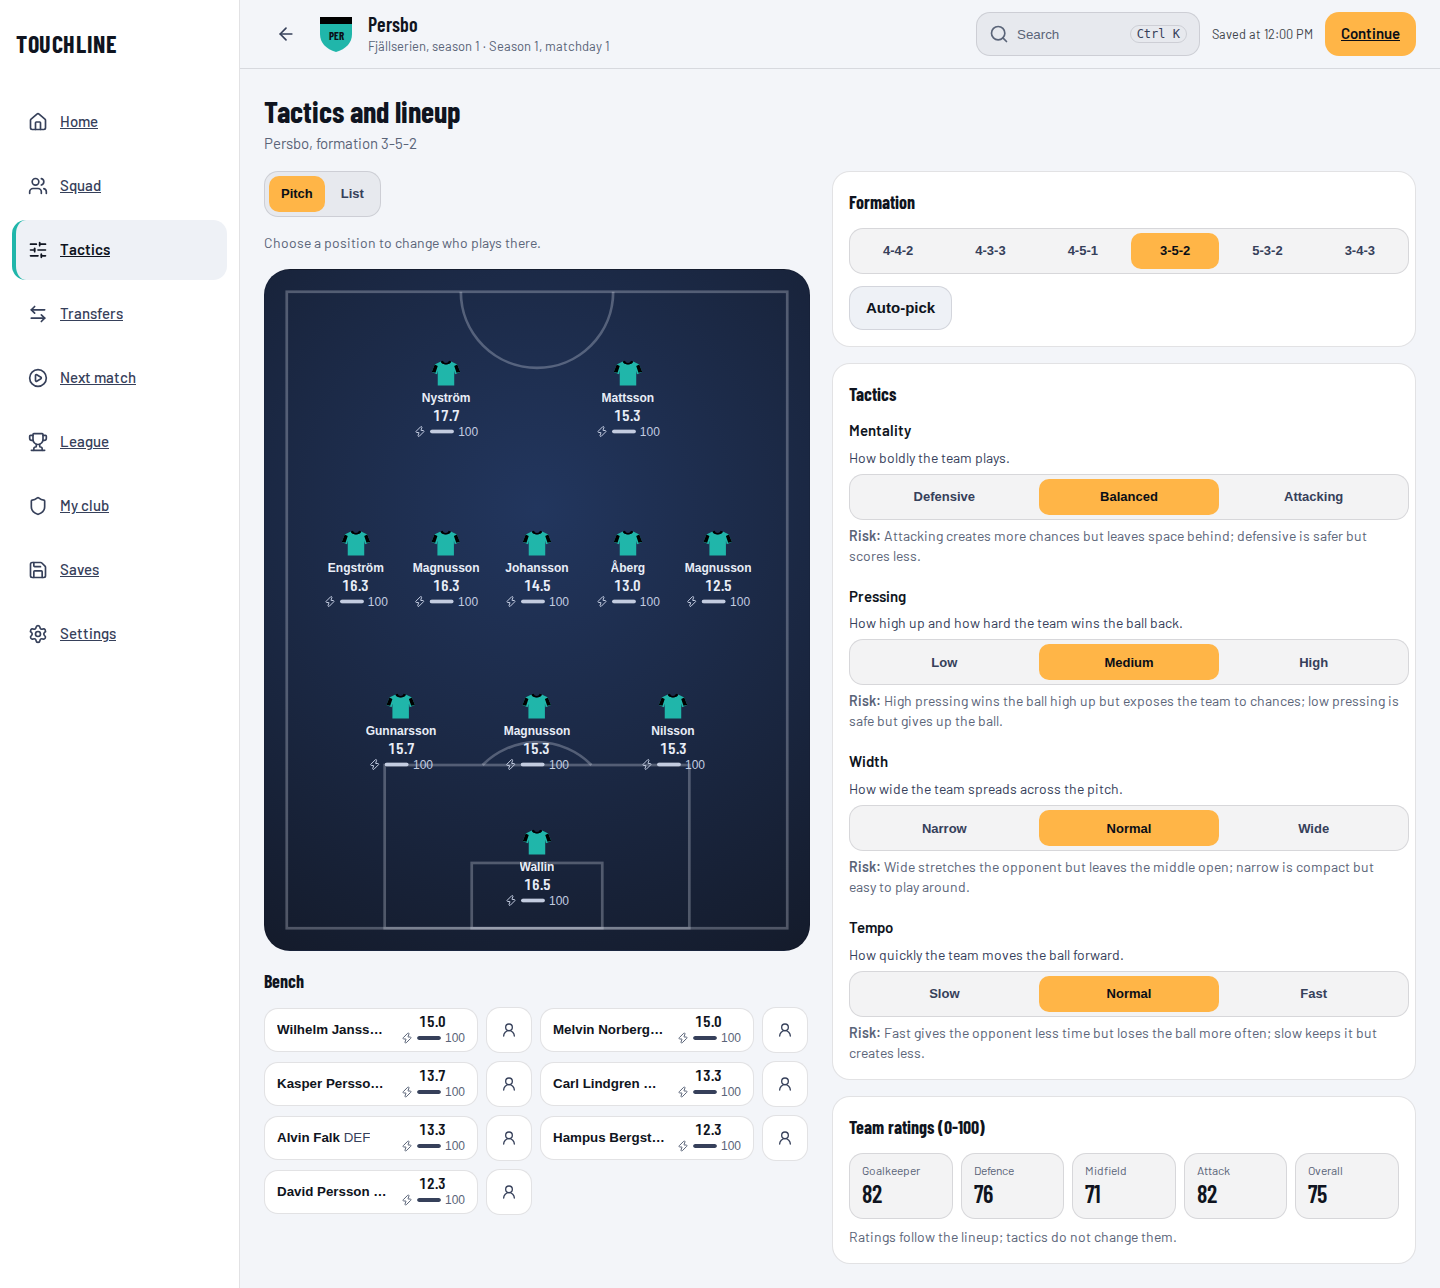 TOUCHLINE
Home
Squad
Tactics
Transfers
Next match
League
My club
Saves
Settings
PER
Persbo
Fjällserien, season 1 · Season 1, matchday 1
Search
Ctrl K
Saved at 12:00 PM
Continue
Tactics and lineup
Persbo, formation 3-5-2
Pitch
List
Choose a position to change who plays there.
Nyström
17.7
100
Mattsson
15.3
100
Engström
16.3
100
Magnusson
16.3
100
Johansson
14.5
100
Åberg
13.0
100
Magnusson
12.5
100
Gunnarsson
15.7
100
Magnusson
15.3
100
Nilsson
15.3
100
Wallin
16.5
100
Bench
Wilhelm Janss...
15.0
100
Melvin Norberg...
15.0
100
Kasper Persso...
13.7
100
Carl Lindgren ...
13.3
100
Alvin Falk DEF
13.3
100
Hampus Bergst...
12.3
100
David Persson ...
12.3
100
Formation
4-4-2
4-3-3
4-5-1
3-5-2
5-3-2
3-4-3
Auto-pick
Tactics
Mentality
How boldly the team plays.
Defensive
Balanced
Attacking
Risk: Attacking creates more chances but leaves space behind; defensive is safer but
scores less.
Pressing
How high up and how hard the team wins the ball back.
Low
Medium
High
Risk: High pressing wins the ball high up but exposes the team to chances; low pressing is
safe but gives up the ball.
Width
How wide the team spreads across the pitch.
Narrow
Normal
Wide
Risk: Wide stretches the opponent but leaves the middle open; narrow is compact but
easy to play around.
Tempo
How quickly the team moves the ball forward.
Slow
Normal
Fast
Risk: Fast gives the opponent less time but loses the ball more often; slow keeps it but
creates less.
Team ratings (0-100)
Goalkeeper
82
Defence
76
Midfield
71
Attack
82
Overall
75
Ratings follow the lineup; tactics do not change them.